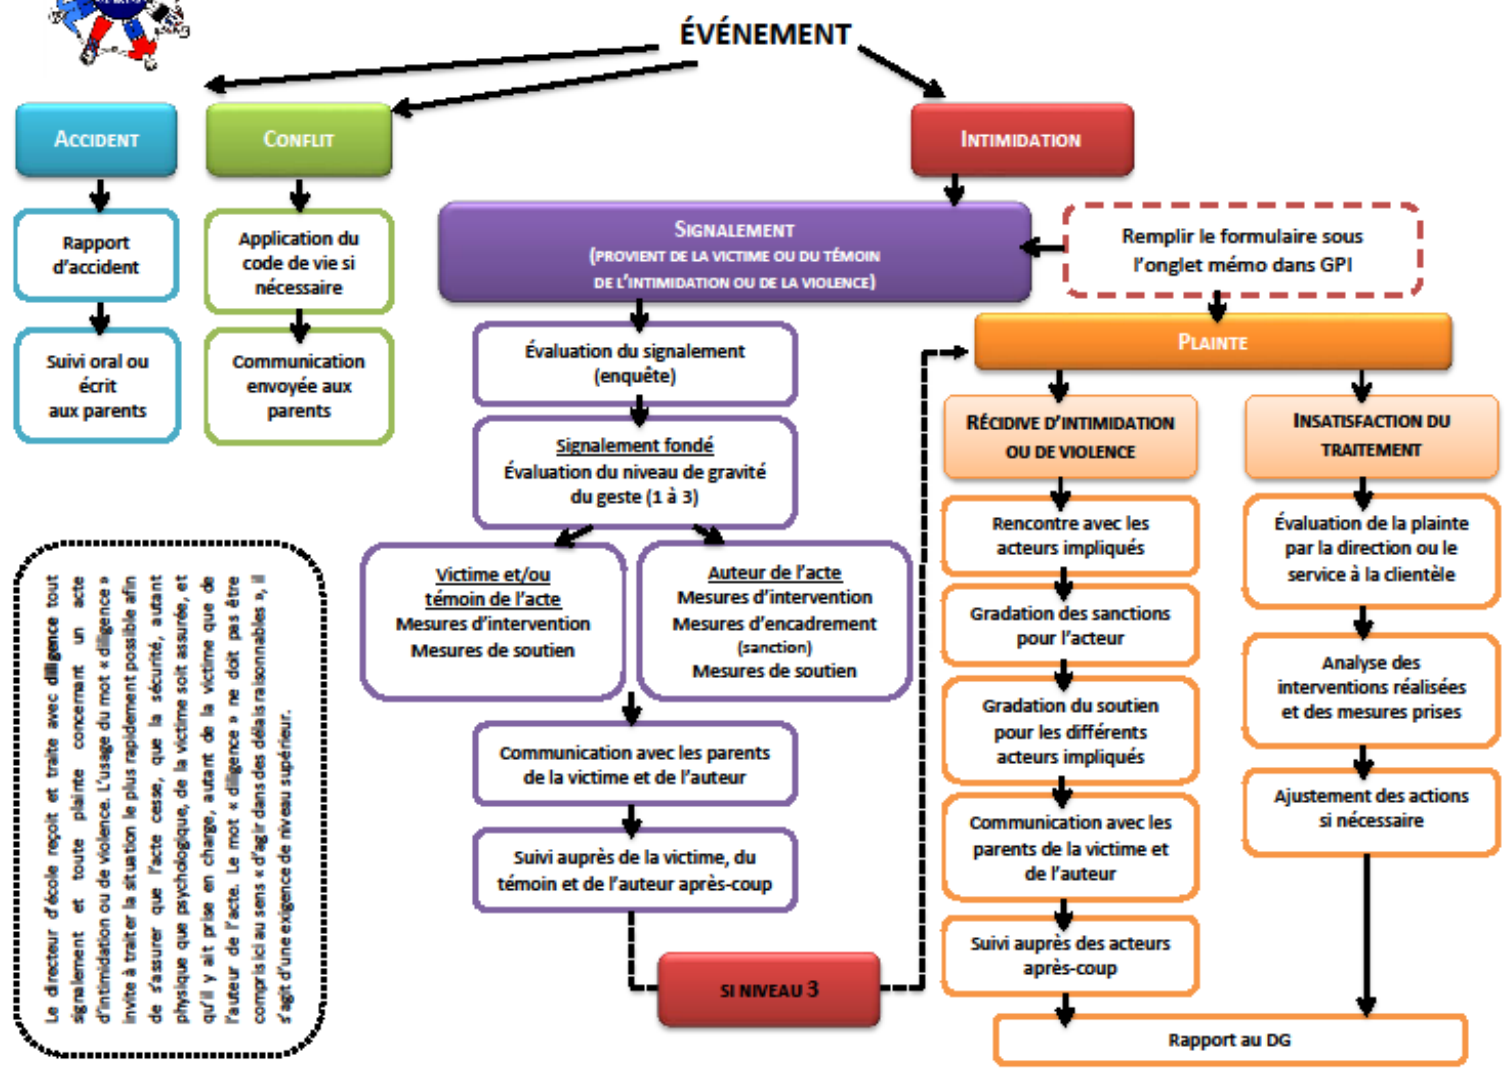 ÉVÉNEMENT
ACCIDENT
CONFLIT
INTIMIDATION
Rapport
d'accident
Application du
code de vie si
nécessaire
SIGNALEMENT
(PROVIENT DE LA VICTIME OU DU TÉMOIN
DE L'INTIMIDATION OU DE LA VIOLENCE)
Remplir le formulaire sous
l'onglet mémo dans GPI
Suivi oral ou
écrit
aux parents
Communication
envoyée aux
parents
Évaluation du signalement
(enquête)
Signalement fondé
Évaluation du niveau de gravité
du geste (1 à 3)
Victime et/ou
témoin de l'acte
Mesures d'intervention
Mesures de soutien
Auteur de l'acte
Mesures d'intervention
Mesures d'encadrement
(sanction)
Mesures de soutien
Communication avec les parents
de la victime et de l'auteur
Suivi auprès de la victime, du
témoin et de l'auteur après-coup
SI NIVEAU 3
PLAINTE
RÉCIDIVE D'INTIMIDATION
OU DE VIOLENCE
Rencontre avec les
acteurs impliqués
Gradation des sanctions
pour l'acteur
Gradation du soutien
pour les différents
acteurs impliqués
Communication avec les
parents de la victime et
de l'auteur
Suivi auprès des acteurs
après-coup
INSATISFACTION DU
TRAITEMENT
Évaluation de la plainte
par la direction ou le
service à la clientèle
Analyse des
interventions réalisées
et des mesures prises
Ajustement des actions
si nécessaire
Rapport au DG
Le directeur d'école reçoit et traite avec diligence tout
signalement et toute plainte concernant un acte
d'intimidation ou de violence. L'usage du mot « diligence »
invite à traiter la situation le plus rapidement possible afin
de s'assurer que l'acte cesse, que la sécurité, autant
physique que psychologique, de la victime soit assurée, et
qu'il y ait prise en charge, autant de la victime que de
l'auteur de l'acte. Le mot « diligence » ne doit pas être
compris ici au sens « d'agir dans des délais raisonnables », il
s'agit d'une exigence de niveau supérieur.